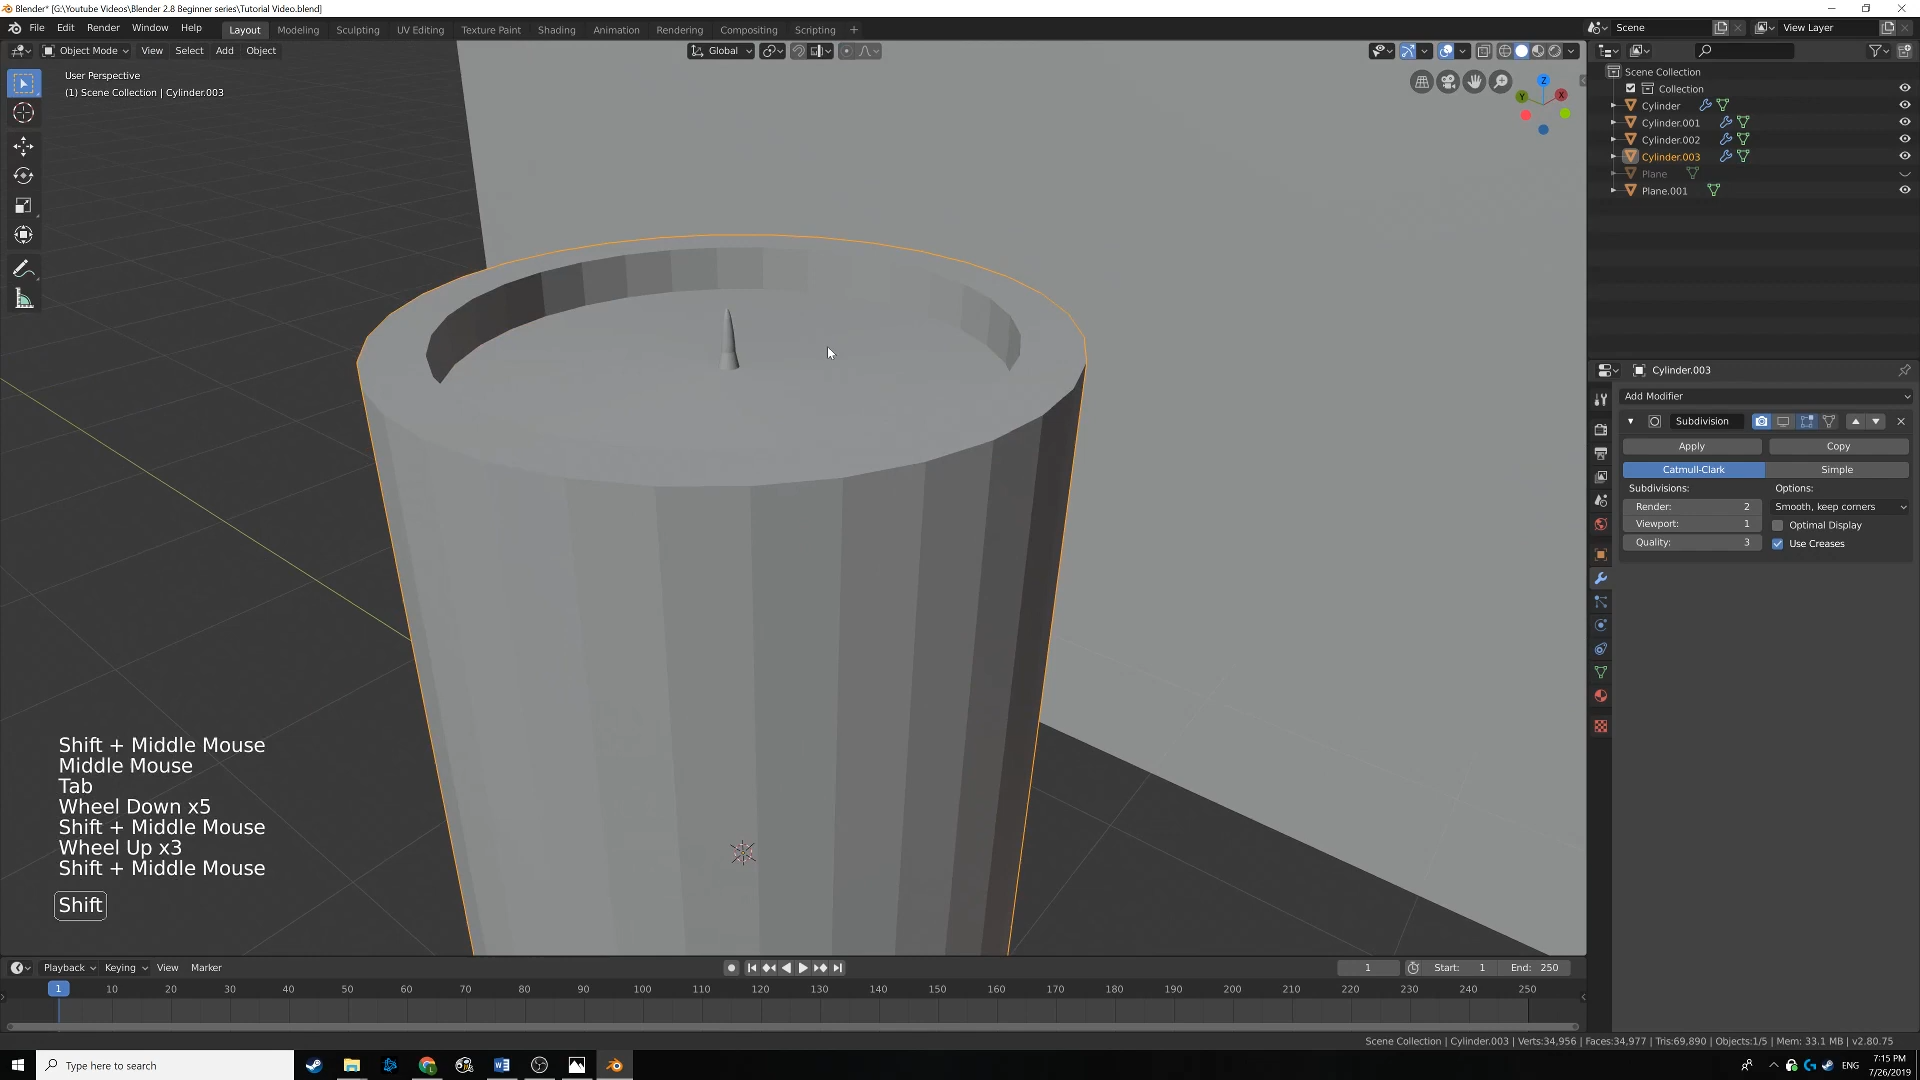 Blender* [G:\Youtube Videos\Blender 2.8 Beginner series\Tutorial Video.blend]
File Edit Render Window Help Layout Modeling Sculpting UV Editing Texture Paint Shading Animation Rendering Compositing Scripting + Scene View Layer
Object Mode View Select Add Object Global
User Perspective
(1) Scene Collection | Cylinder.003
Z
Y X
Scene Collection
Collection
Cylinder
Cylinder.001
Cylinder.002
Cylinder.003
Plane
Plane.001
Cylinder.003
Add Modifier
Subdivision
Apply Copy
Catmull-Clark Simple
Subdivisions: Options:
Render: 2 Smooth, keep corners
Viewport: 1 Optimal Display
Quality: 3 Use Creases
Shift + Middle Mouse
Middle Mouse
Tab
Wheel Down x5
Shift + Middle Mouse
Wheel Up x3
Shift + Middle Mouse
Shift
Playback Keying View Marker 1 Start: 1 End: 250
1 10 20 30 40 50 60 70 80 90 100 110 120 130 140 150 160 170 180 190 200 210 220 230 240 250
Scene Collection | Cylinder.003 | Verts:34,956 | Faces:34,977 | Tris:69,890 | Objects:1/5 | Mem: 33.1 MB | v2.80.75
Type here to search
ENG
7:15 PM
7/26/2019